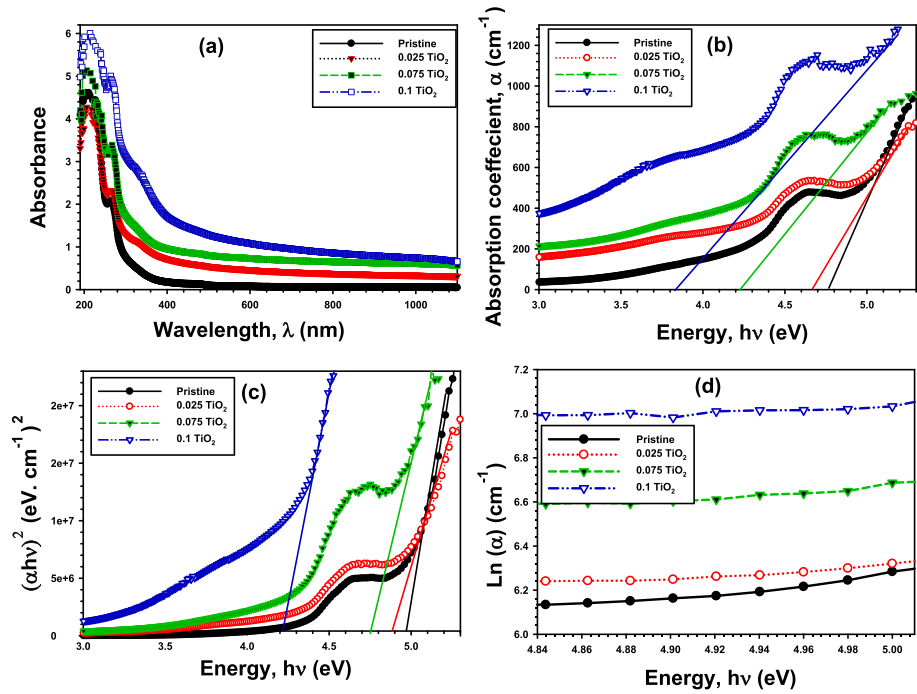 (a)
Pristine
0.025 TiO2
0.075 TiO2
0.1 TiO2
Absorbance
6
5
4
3
2
1
0
200 400 600 800 1000
Wavelength, λ (nm)
(b)
Pristine
0.025 TiO2
0.075 TiO2
0.1 TiO2
Absorption coeffecient, α (cm⁻¹)
1200
1000
800
600
400
200
0
3.0 3.5 4.0 4.5 5.0
Energy, hν (eV)
(c)
Pristine
0.025 TiO2
0.075 TiO2
0.1 TiO2
(αhν)² (eV. cm⁻¹)²
2e+7
2e+7
1e+7
5e+6
0
3.0 3.5 4.0 4.5 5.0
Energy, hν (eV)
(d)
Pristine
0.025 TiO2
0.075 TiO2
0.1 TiO2
Ln (α) (cm⁻¹)
7.2
7.0
6.8
6.6
6.4
6.2
6.0
4.84 4.86 4.88 4.90 4.92 4.94 4.96 4.98 5.00
Energy, hν (eV)